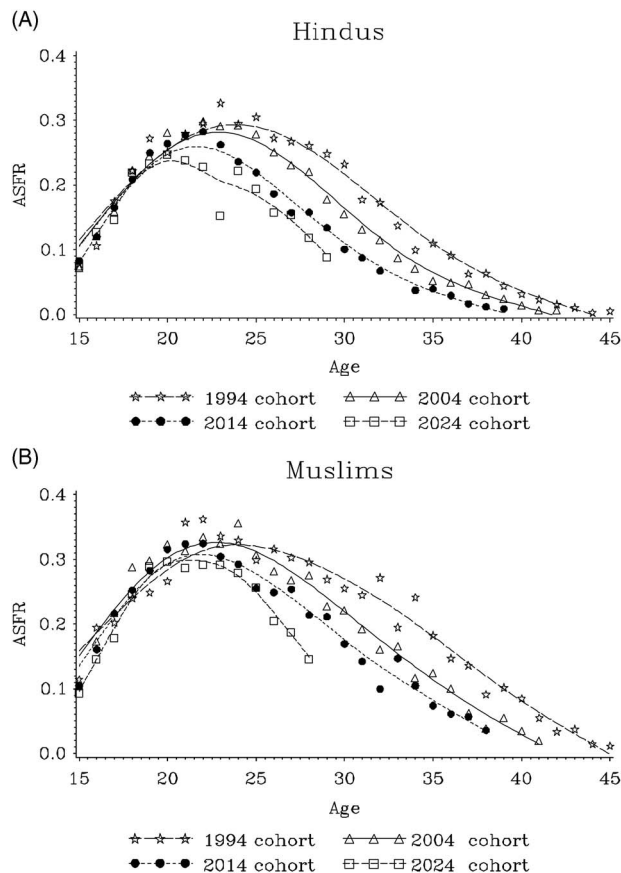 (A)
Hindus
0.4
0.3
0.2
0.1
0.0
ASFR
15 20 25 30 35 40 45
Age
1994 cohort 2004 cohort
2014 cohort 2024 cohort
(B)
Muslims
0.4
0.3
0.2
0.1
0.0
ASFR
15 20 25 30 35 40 45
Age
1994 cohort 2004 cohort
2014 cohort 2024 cohort